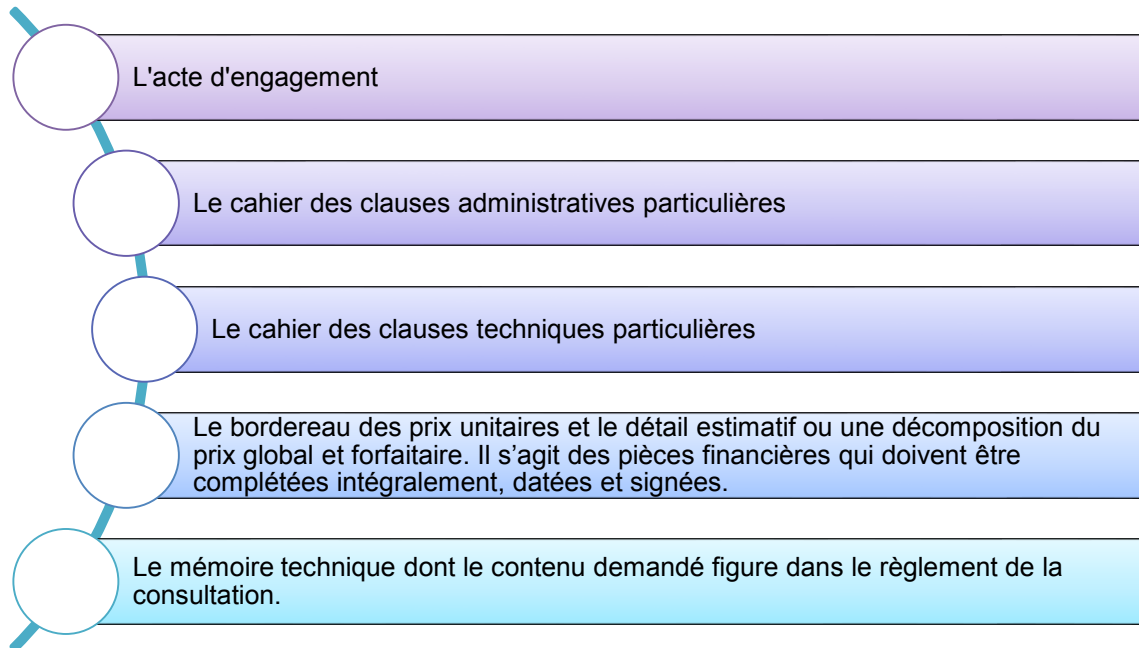 L'acte d'engagement
Le cahier des clauses administratives particulières
Le cahier des clauses techniques particulières
Le bordereau des prix unitaires et le détail estimatif ou une décomposition du
prix global et forfaitaire. Il s’agit des pièces financières qui doivent être
complétées intégralement, datées et signées.
Le mémoire technique dont le contenu demandé figure dans le règlement de la
consultation.